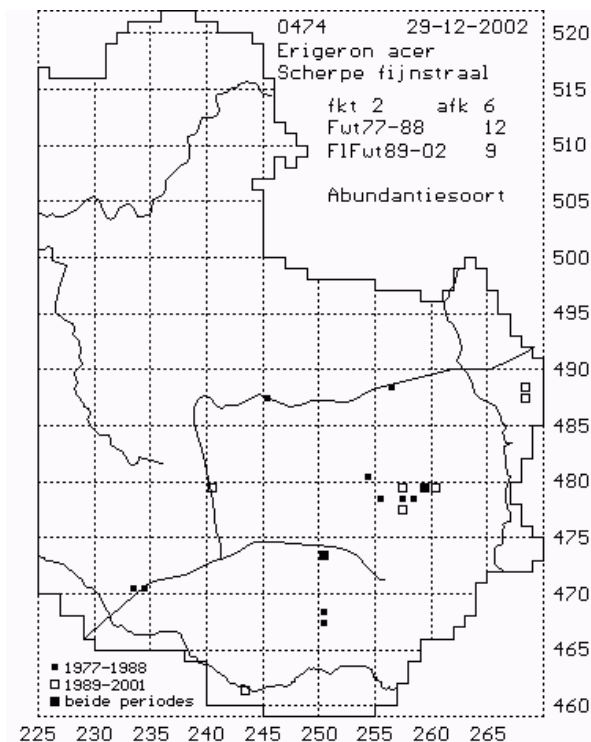 0474 29-12-2002
Erigeron acer
Scherpe fijnstraal
fkt 2 afk 6
Fwt77-88 12
FlFwt89-02 9
Abundantiesoort
520
515
510
505
500
495
490
485
480
475
470
465
460
1977-1988
1989-2001
beide periodes
225 230 235 240 245 250 255 260 265